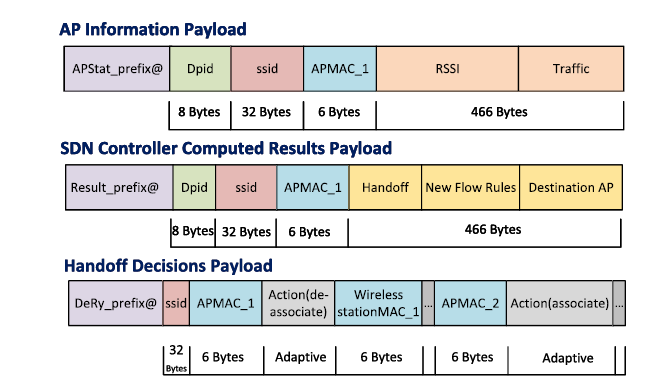 AP Information Payload
APStat_prefix@ Dpid ssid APMAC_1 RSSI Traffic
8 Bytes 32 Bytes 6 Bytes 466 Bytes
SDN Controller Computed Results Payload
Result_prefix@ Dpid ssid APMAC_1 Handoff New Flow Rules Destination AP
8 Bytes 32 Bytes 6 Bytes 466 Bytes
Handoff Decisions Payload
DeRy_prefix@ ssid APMAC_1 Action(de-
associate) Wireless
stationMAC_1 ... APMAC_2 Action(associate) ...
32
Bytes 6 Bytes Adaptive 6 Bytes 6 Bytes Adaptive